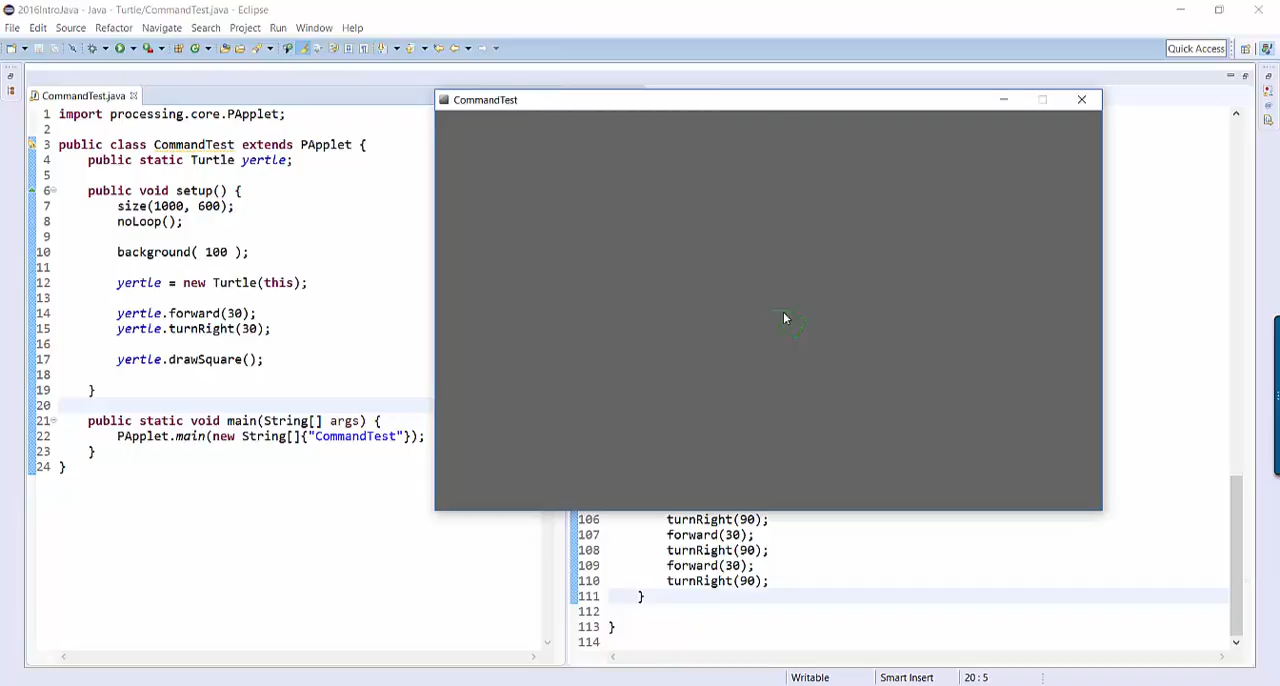 2016IntroJava - Java - Turtle/CommandTest.java - Eclipse
File Edit Source Refactor Navigate Search Project Run Window Help
Quick Access
CommandTest.java
1 import processing.core.PApplet;
2
3 public class CommandTest extends PApplet {
4 public static Turtle yertle;
5
6 public void setup() {
7 size(1000, 600);
8 noLoop();
9
10 background( 100 );
11
12 yertle = new Turtle(this);
13
14 yertle.forward(30);
15 yertle.turnRight(30);
16
17 yertle.drawSquare();
18
19 }
20
21 public static void main(String[] args) {
22 PApplet.main(new String[]{"CommandTest"});
23 }
24 }
CommandTest
106 turnRight(90);
107 forward(30);
108 turnRight(90);
109 forward(30);
110 turnRight(90);
111 }
112
113 }
114
Writable Smart Insert 20 : 5